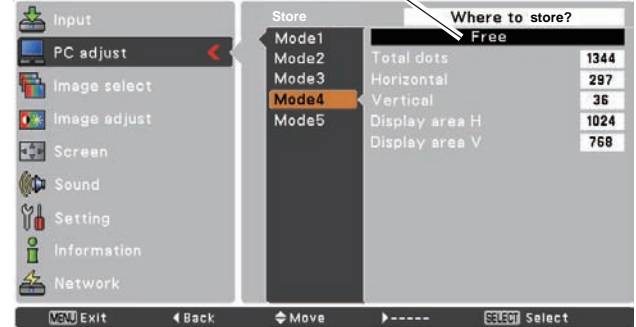 Input
PC adjust
Image select
Image adjust
Screen
Sound
Setting
Information
Network
Store
Mode1
Mode2
Mode3
Mode4
Mode5
Where to store?
Free
Total dots 1344
Horizontal 297
Vertical 36
Display area H 1024
Display area V 768
MENU Exit Back Move ----- SELECT Select